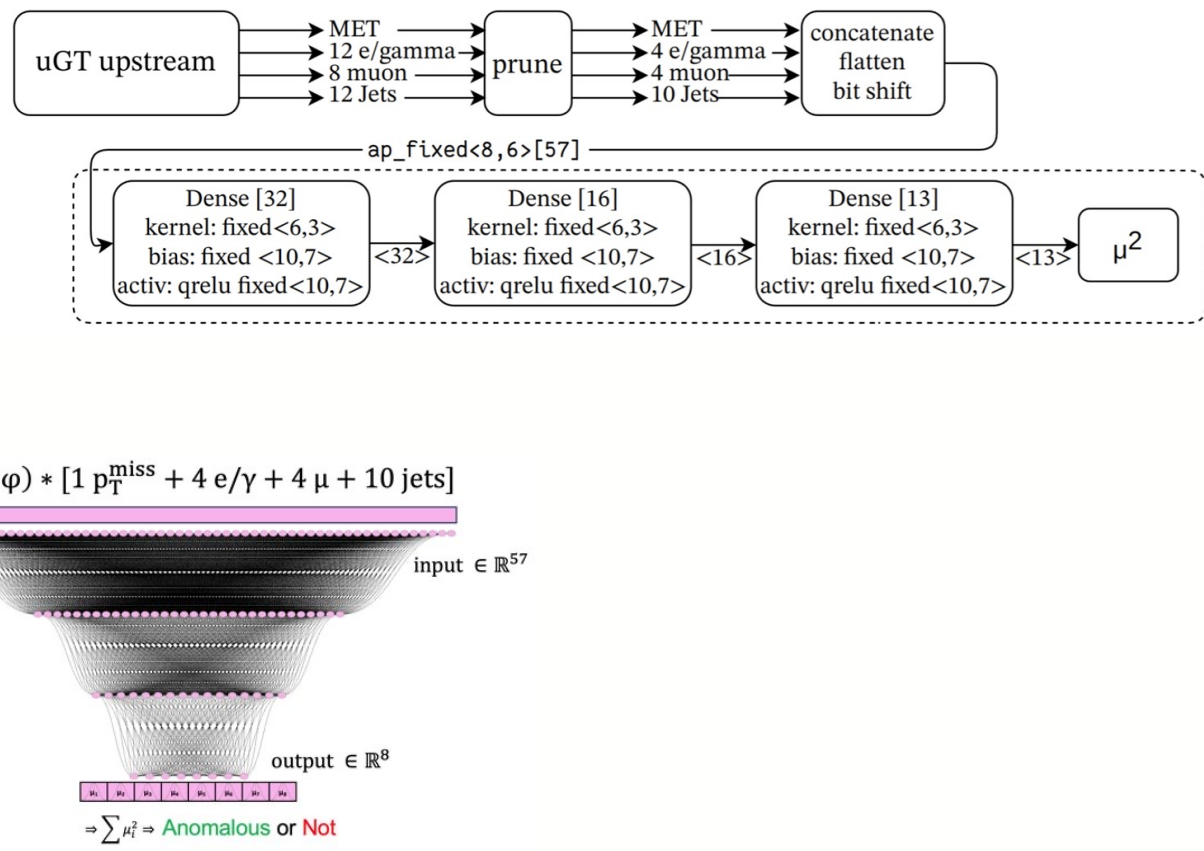 uGT upstream
MET
12 e/gamma
8 muon
12 Jets
prune
MET
4 e/gamma
4 muon
10 Jets
concatenate
flatten
bit shift
ap_fixed<8,6>[57]
Dense [32]
kernel: fixed<6,3>
bias: fixed <10,7>
activ: qrelu fixed<10,7>
<32>
Dense [16]
kernel: fixed<6,3>
bias: fixed <10,7>
activ: qrelu fixed<10,7>
<16>
Dense [13]
kernel: fixed<6,3>
bias: fixed <10,7>
activ: qrelu fixed<10,7>
<13>
μ²
φ) ∗ [1 p_T^miss + 4 e/γ + 4 μ + 10 jets]
input ∈ ℝ⁵⁷
output ∈ ℝ⁸
μ₁ μ₂ μ₃ μ₄ μ₅ μ₆ μ₇ μ₈
⇒ ∑ μᵢ² ⇒ Anomalous or Not